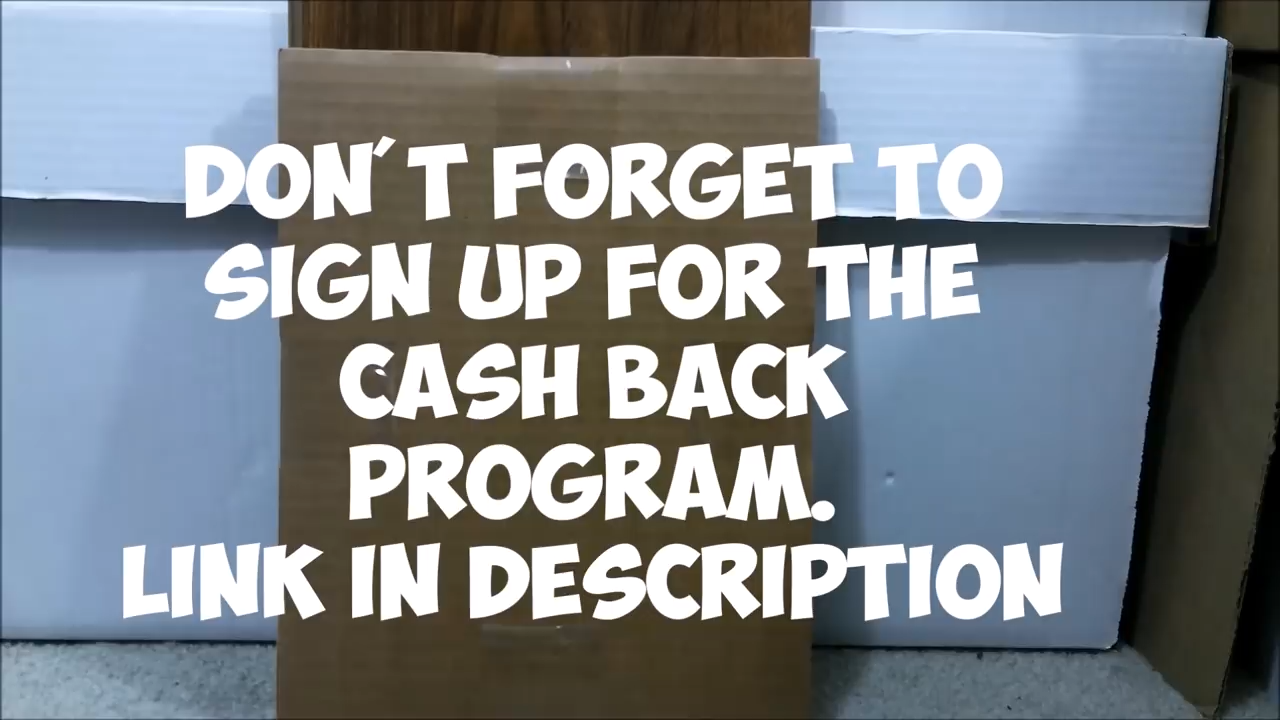 DON'T FORGET TO
SIGN UP FOR THE
CASH BACK
PROGRAM.
LINK IN DESCRIPTION